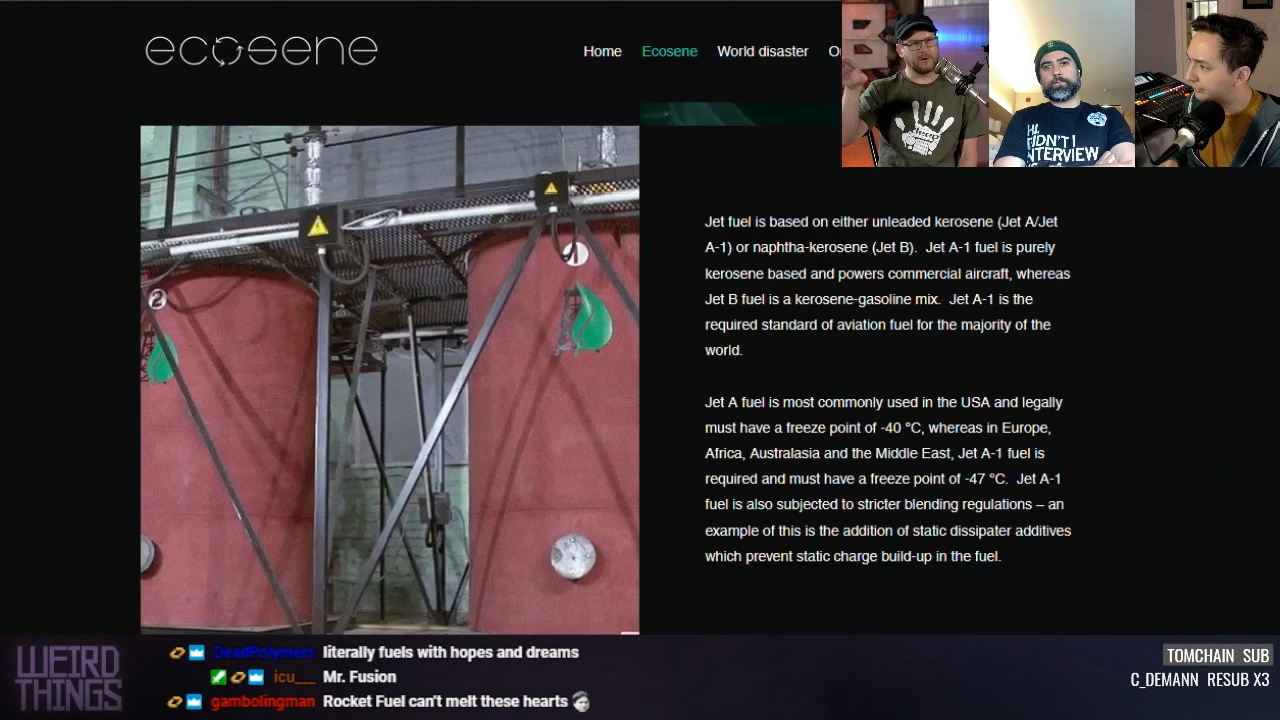 ecosene
Home Ecosene World disaster
Jet fuel is based on either unleaded kerosene (Jet A/Jet
A-1) or naphtha-kerosene (Jet B). Jet A-1 fuel is purely
kerosene based and powers commercial aircraft, whereas
Jet B fuel is a kerosene-gasoline mix. Jet A-1 is the
required standard of aviation fuel for the majority of the
world.
Jet A fuel is most commonly used in the USA and legally
must have a freeze point of -40 °C, whereas in Europe,
Africa, Australasia and the Middle East, Jet A-1 fuel is
required and must have a freeze point of -47 °C. Jet A-1
fuel is also subjected to stricter blending regulations – an
example of this is the addition of static dissipater additives
which prevent static charge build-up in the fuel.
2
1
deep
HI,
DIDN'T I
INTERVIEW
WEIRD
THINGS
DeadPolymers literally fuels with hopes and dreams
icu___ Mr. Fusion
gambolingman Rocket Fuel can't melt these hearts
TOMCHAIN SUB
C_DEMANN RESUB X3